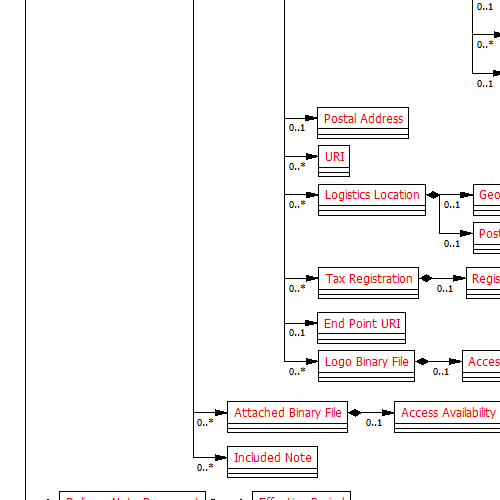 0..1
0..*
0..1
Postal Address
0..1
URI
0..*
Logistics Location
0..*
0..1
Geo
Post
0..1
Tax Registration
0..*
0..1
Regis
End Point URI
0..1
Logo Binary File
0..*
0..1
Acces
Attached Binary File
0..*
0..1
Access Availability
Included Note
0..*